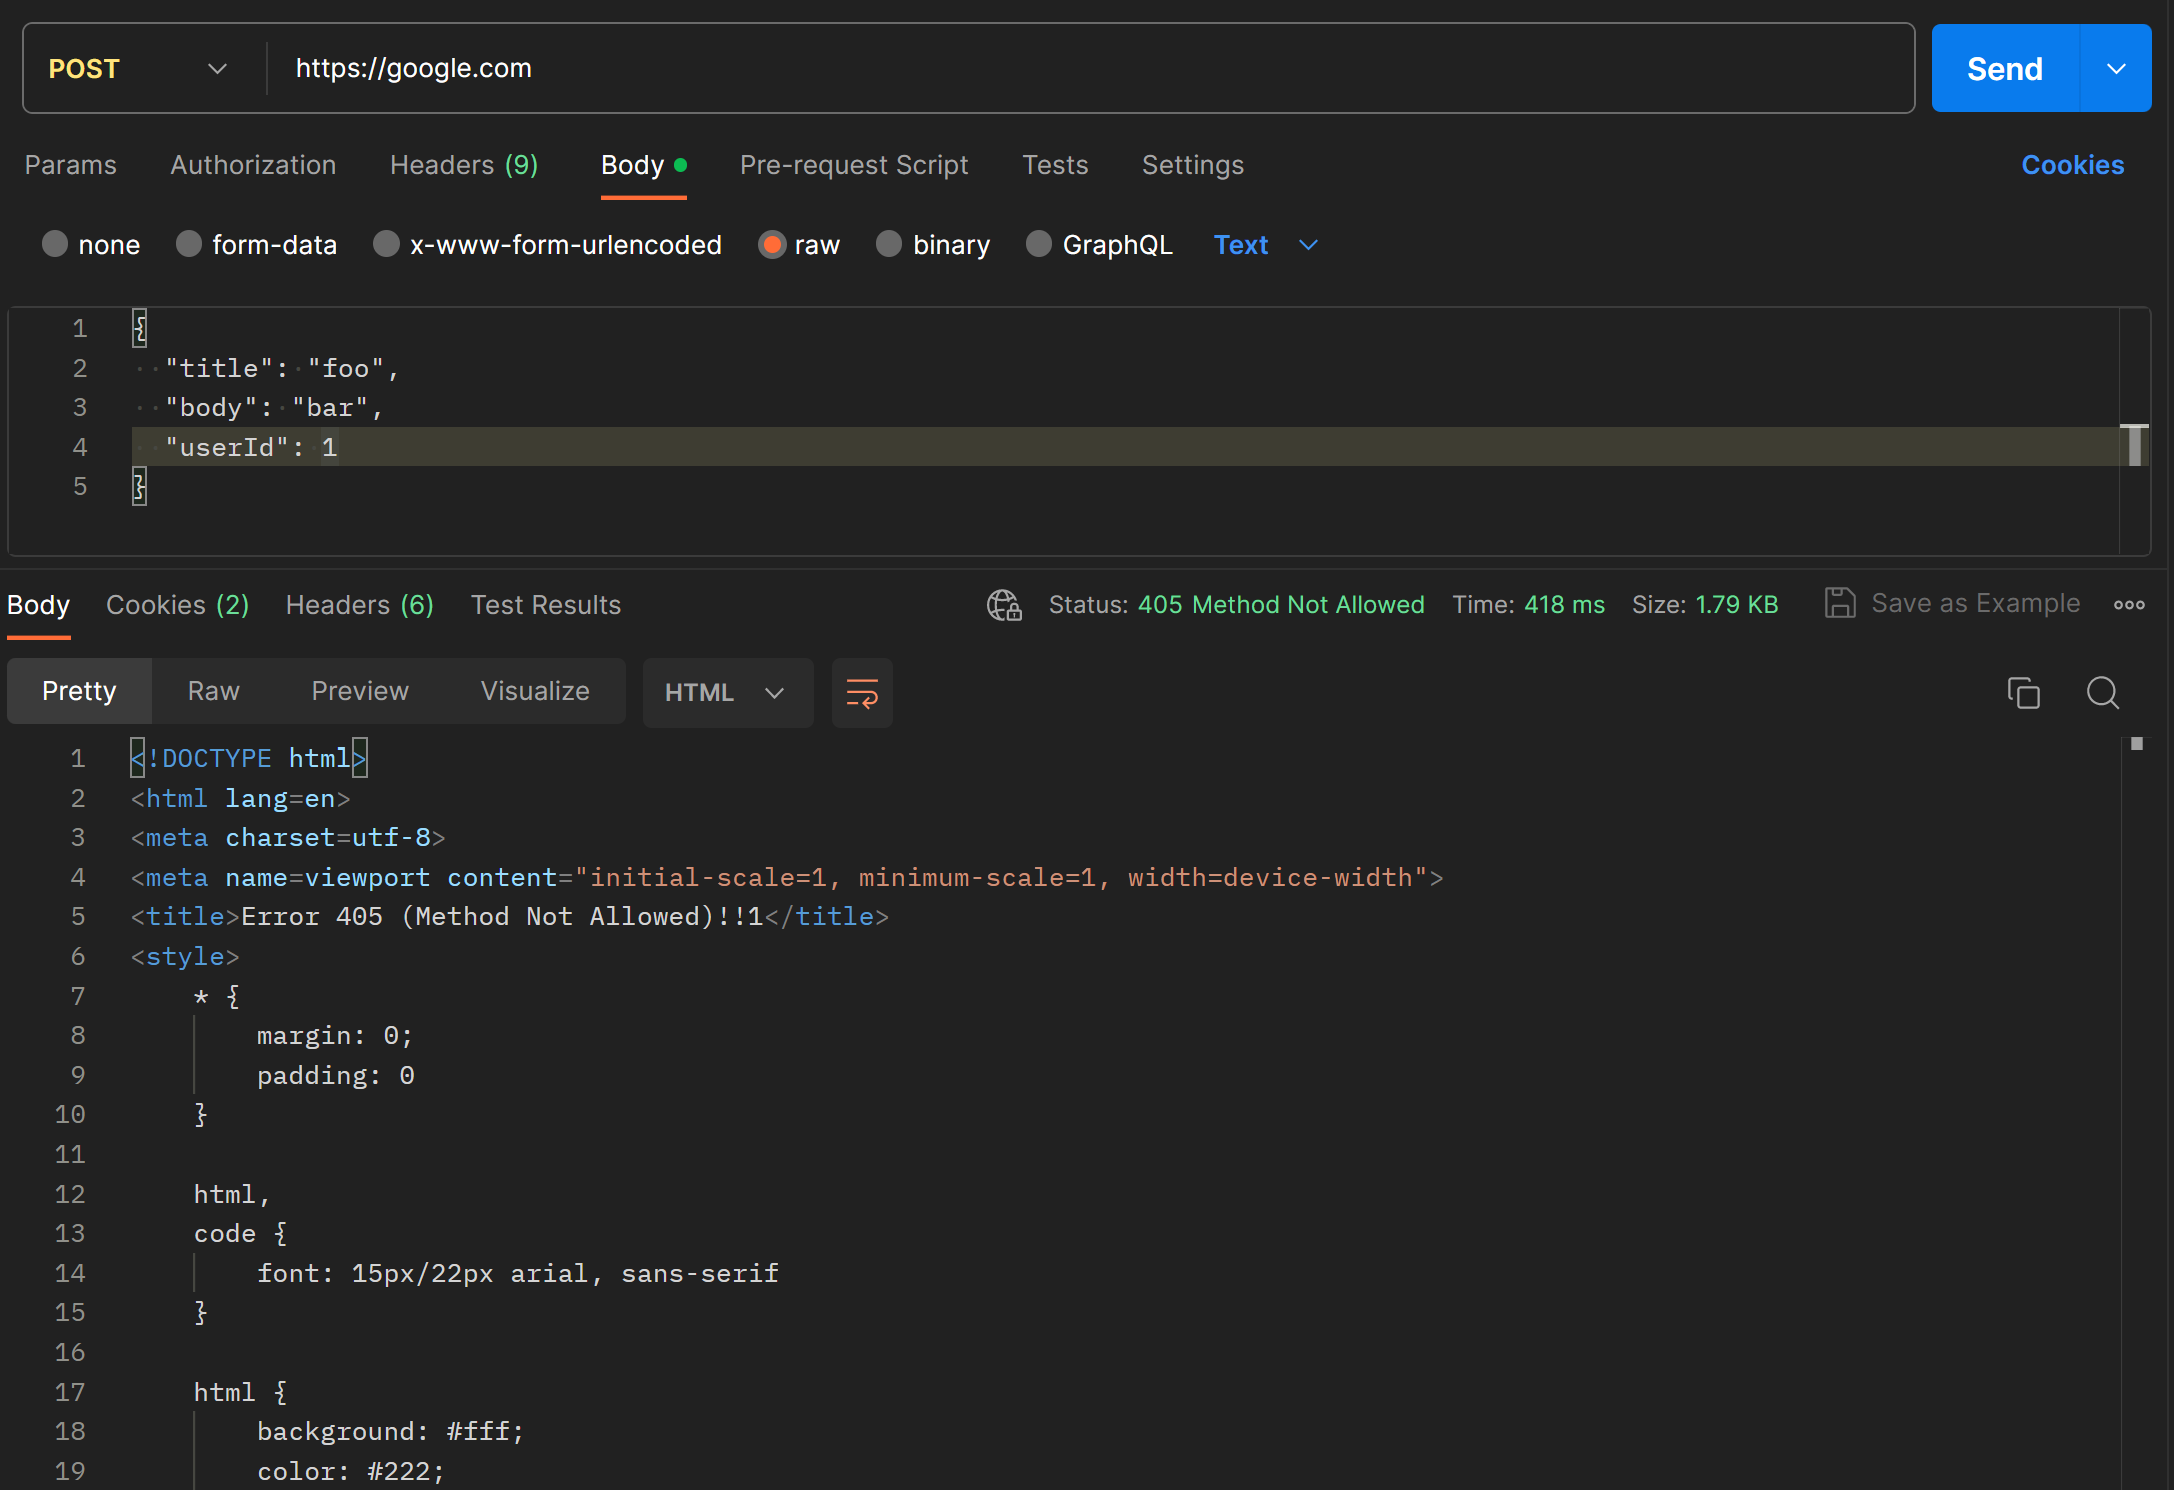 POST https://google.com Send
Params Authorization Headers (9) Body Pre-request Script Tests Settings Cookies
none form-data x-www-form-urlencoded raw binary GraphQL Text
1 {
2 "title": "foo",
3 "body": "bar",
4 "userId": 1
5 }
Body Cookies (2) Headers (6) Test Results Status: 405 Method Not Allowed Time: 418 ms Size: 1.79 KB Save as Example
Pretty Raw Preview Visualize HTML
1 <!DOCTYPE html>
2 <html lang=en>
3 <meta charset=utf-8>
4 <meta name=viewport content="initial-scale=1, minimum-scale=1, width=device-width">
5 <title>Error 405 (Method Not Allowed)!!1</title>
6 <style>
7 * {
8 margin: 0;
9 padding: 0
10 }
11
12 html,
13 code {
14 font: 15px/22px arial, sans-serif
15 }
16
17 html {
18 background: #fff;
19 color: #222;